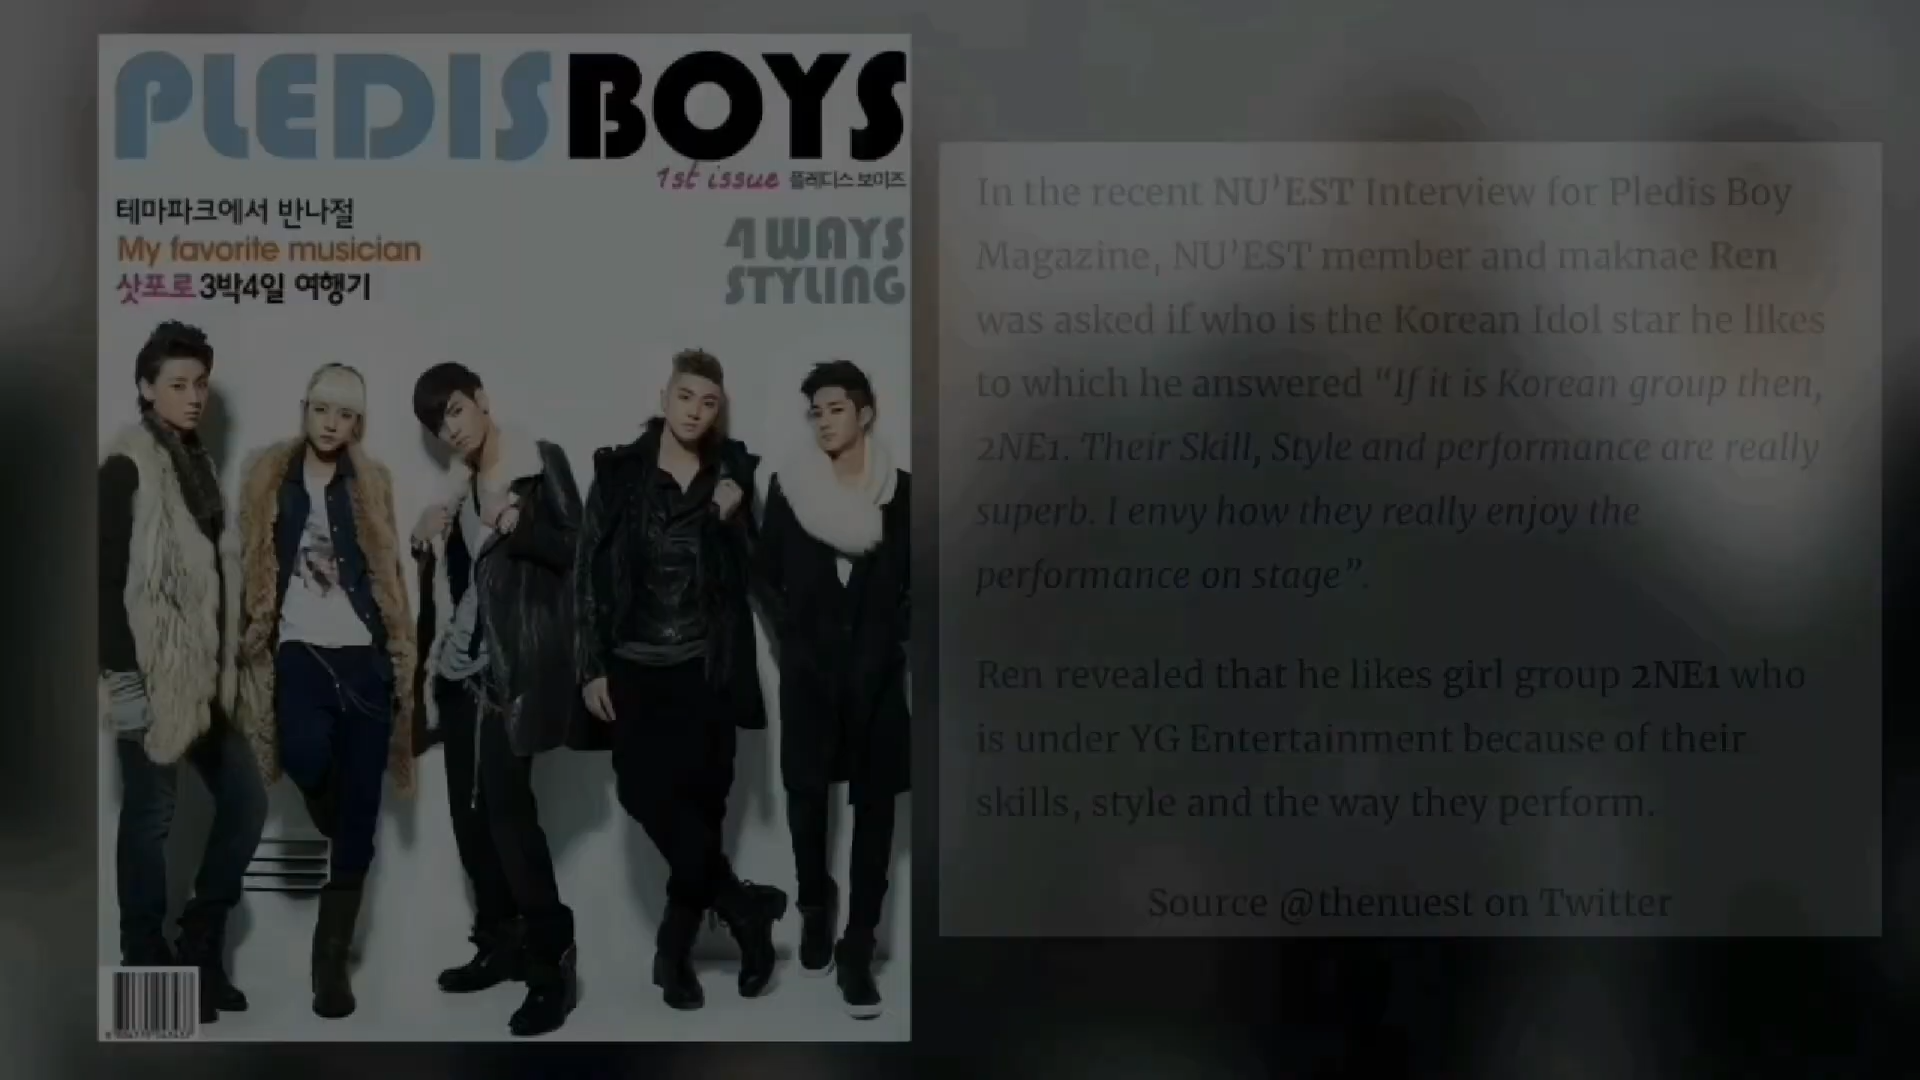 PLEDISBOYS
1st issue 플레디스 보이즈
테마파크에서 반나절
My favorite musician
삿포로 3박4일 여행기
4 WAYS
STYLING
In the recent NU’EST Interview for Pledis Boy
Magazine, NU’EST member and maknae Ren
was asked if who is the Korean Idol star he likes
to which he answered “If it is Korean group then,
2NE1. Their Skill, Style and performance are really
superb. I envy how they really enjoy the
performance on stage”.
Ren revealed that he likes girl group 2NE1 who
is under YG Entertainment because of their
skills, style and the way they perform.
Source @thenuest on Twitter